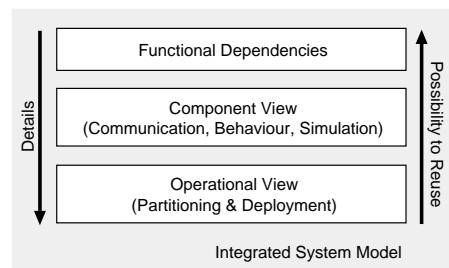 Functional Dependencies
Details
Component View
(Communication, Behaviour, Simulation)
Possibility to Reuse
Operational View
(Partitioning & Deployment)
Integrated System Model